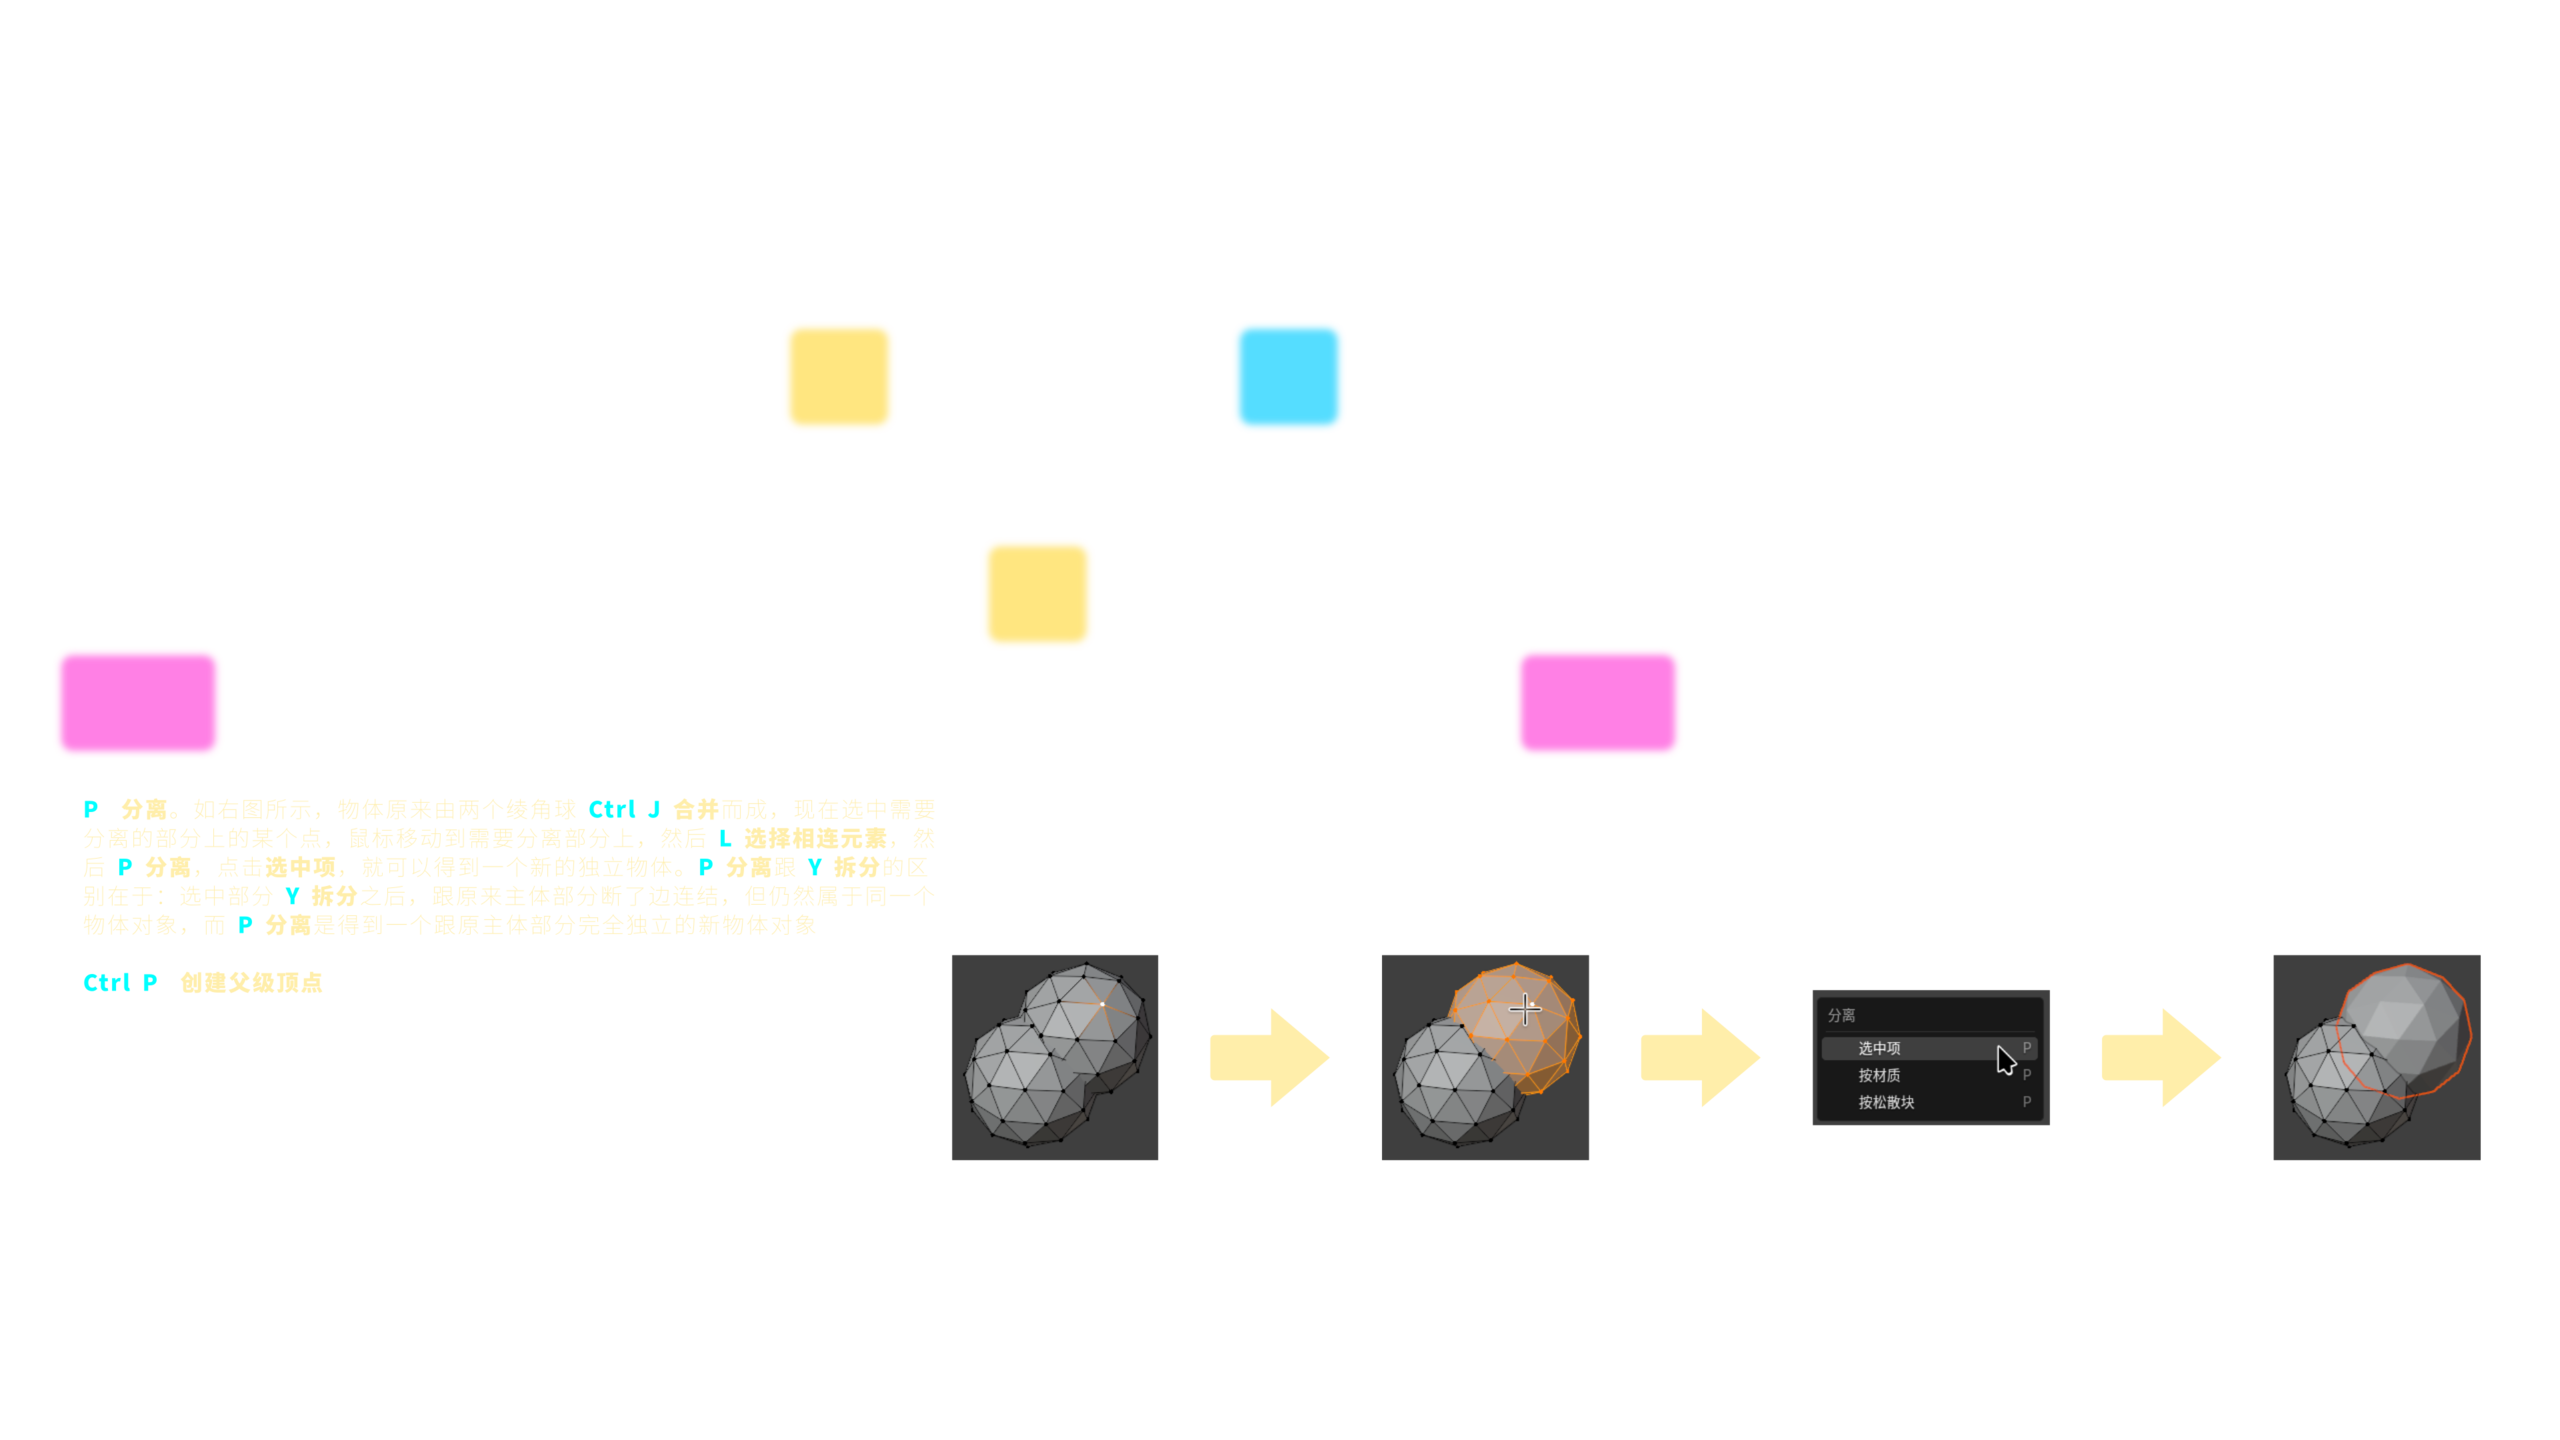 P 分离。如右图所示，物体原来由两个绫角球 Ctrl J 合并而成，现在选中需要
分离的部分上的某个点，鼠标移动到需要分离部分上，然后 L 选择相连元素，然
后 P 分离，点击选中项，就可以得到一个新的独立物体。P 分离跟 Y 拆分的区
别在于：选中部分 Y 拆分之后，跟原来主体部分断了边连结，但仍然属于同一个
物体对象，而 P 分离是得到一个跟原主体部分完全独立的新物体对象
Ctrl P 创建父级顶点
分离
选中项 P
按材质 P
按松散块 P